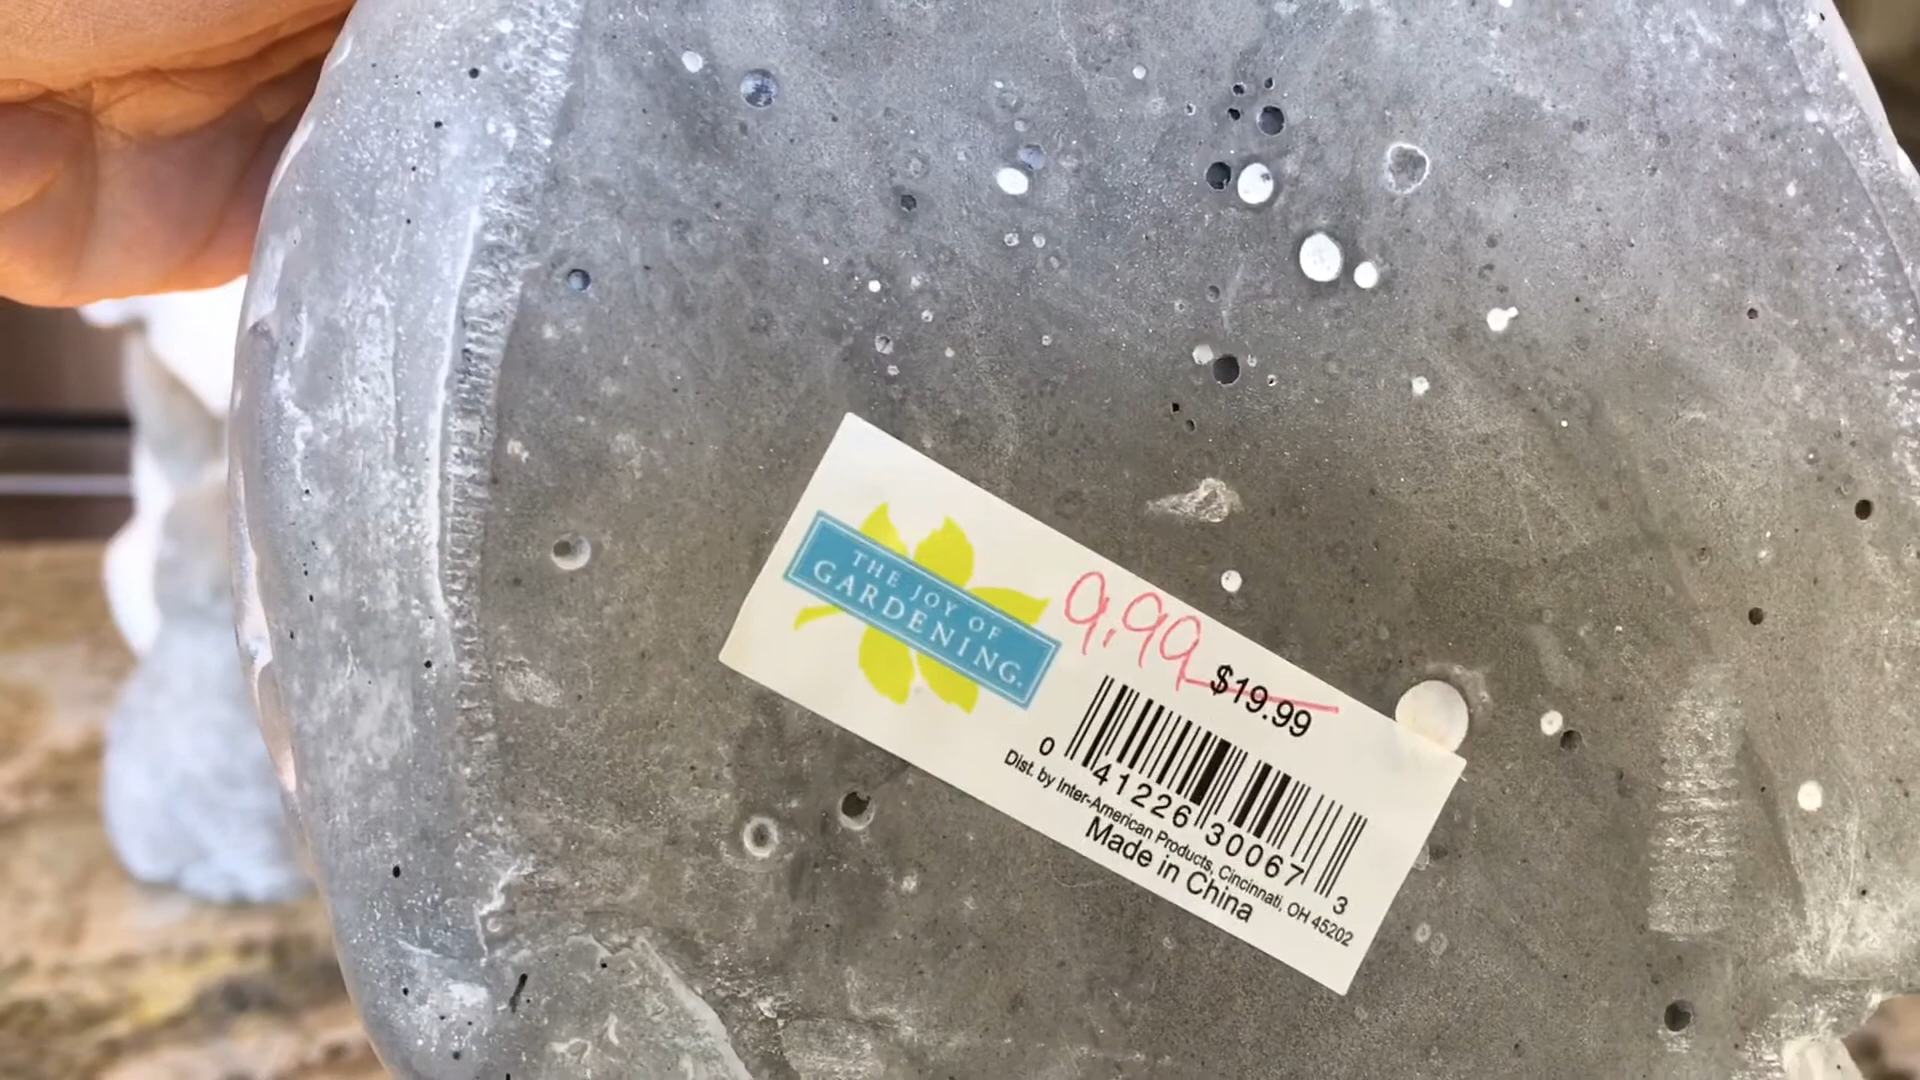 THE JOY OF
GARDENING.
9.99
$19.99
0 41226 30067 3
Dist. by Inter-American Products, Cincinnati, OH 45202
Made in China